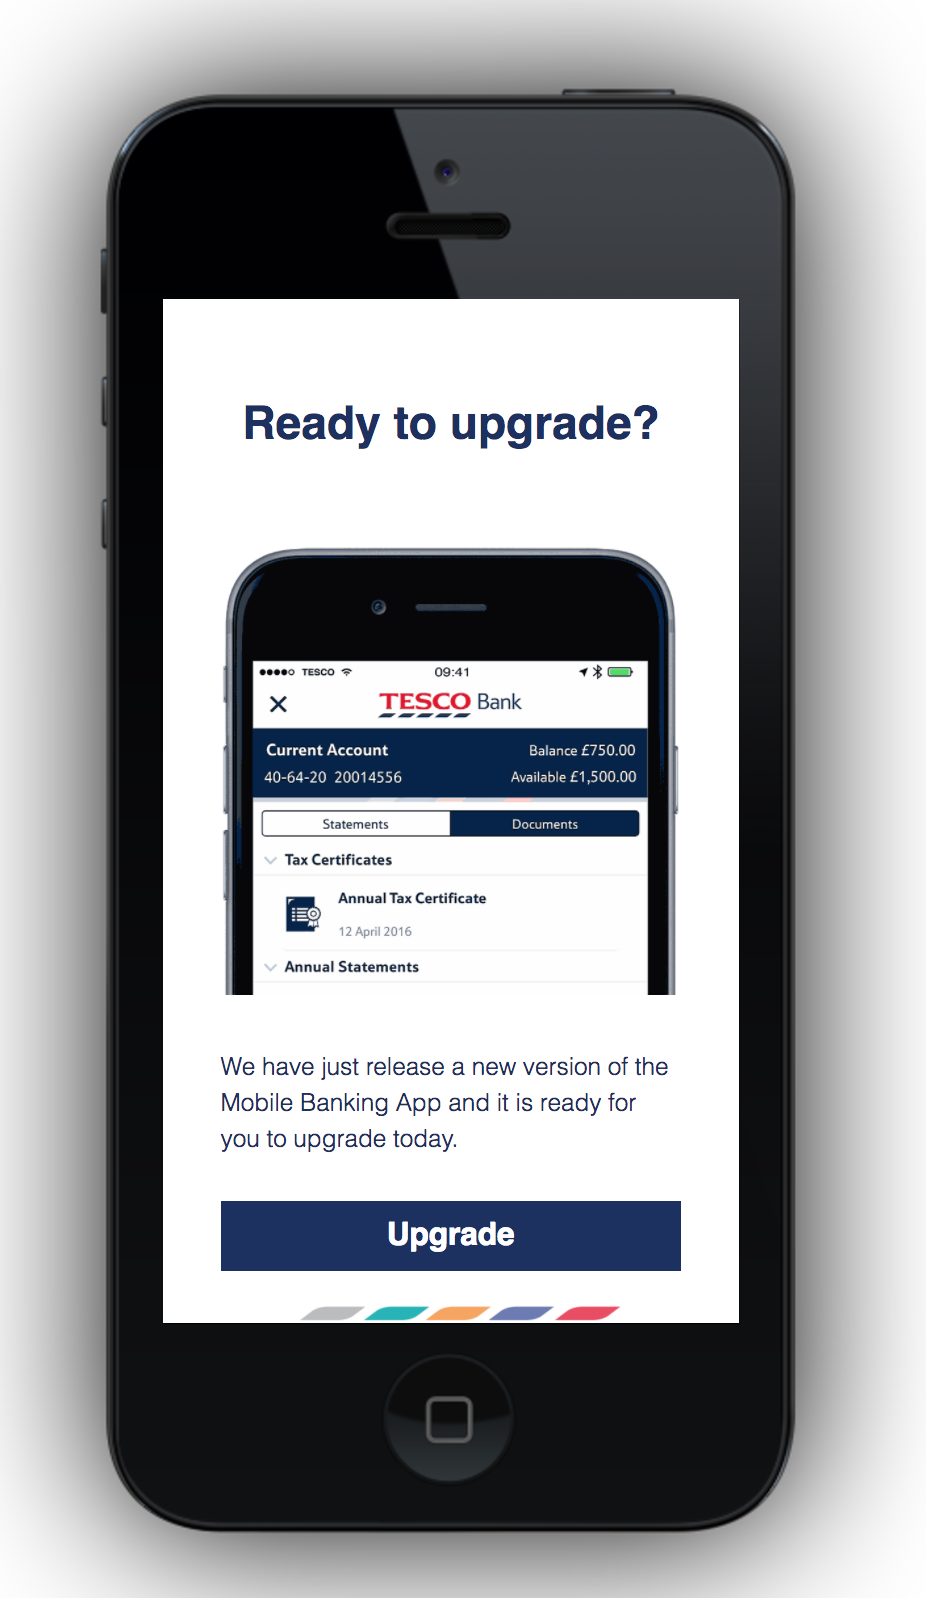 Ready to upgrade?
TESCO 09:41
TESCO Bank
Current Account Balance £750.00
40-64-20 20014556 Available £1,500.00
Statements Documents
Tax Certificates
Annual Tax Certificate
12 April 2016
Annual Statements
We have just release a new version of the
Mobile Banking App and it is ready for
you to upgrade today.
Upgrade